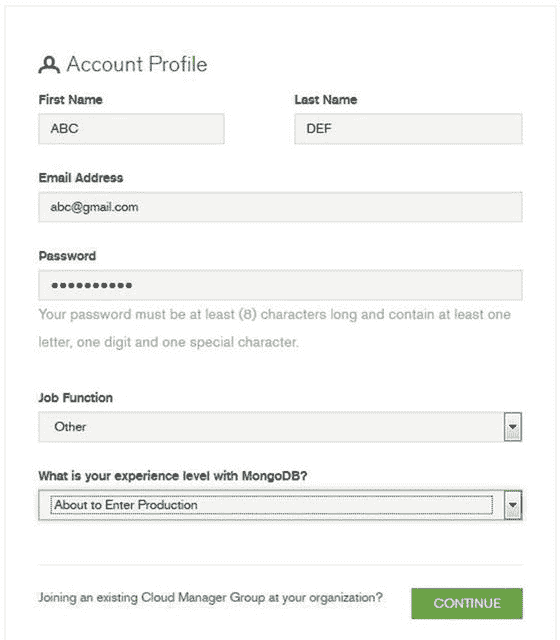 Account Profile
First Name Last Name
ABC DEF
Email Address
abc@gmail.com
Password
••••••••••
Your password must be at least (8) characters long and contain at least one
letter, one digit and one special character.
Job Function
Other
What is your experience level with MongoDB?
About to Enter Production
Joining an existing Cloud Manager Group at your organization? CONTINUE